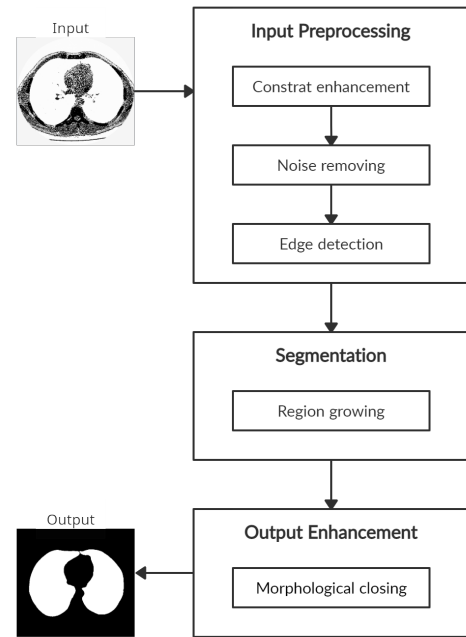 Input
Input Preprocessing
Constrat enhancement
Noise removing
Edge detection
Segmentation
Region growing
Output
Output Enhancement
Morphological closing